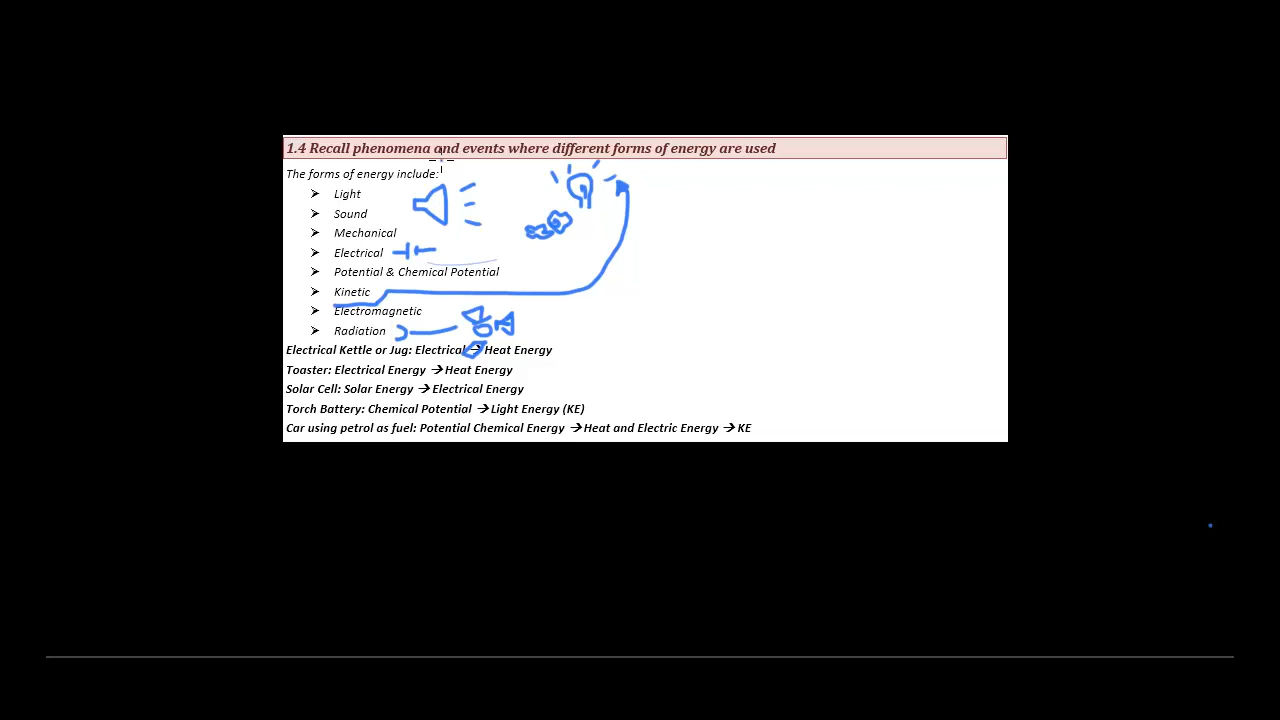 1.4 Recall phenomena and events where different forms of energy are used
The forms of energy include:
Light
Sound
Mechanical
Electrical
Potential & Chemical Potential
Kinetic
Electromagnetic
Radiation
Electrical Kettle or Jug: Electrical → Heat Energy
Toaster: Electrical Energy → Heat Energy
Solar Cell: Solar Energy → Electrical Energy
Torch Battery: Chemical Potential → Light Energy (KE)
Car using petrol as fuel: Potential Chemical Energy → Heat and Electric Energy → KE